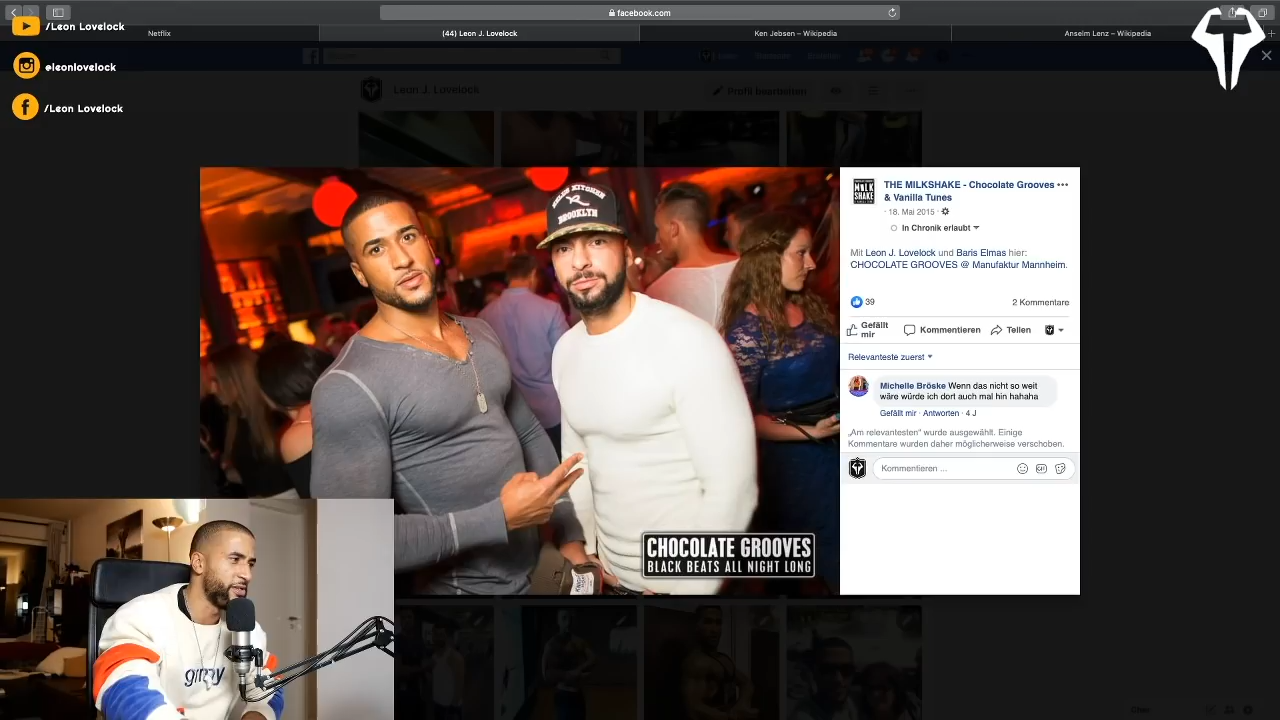 facebook.com
Netflix
(44) Leon J. Lovelock
Ken Jebsen – Wikipedia
Anselm Lenz – Wikipedia
/Leon Lovelock
@leonlovelock
/Leon Lovelock
Leon J. Lovelock
Profil bearbeiten
BROOKLYN
CHOCOLATE GROOVES
BLACK BEATS ALL NIGHT LONG
THE MILKSHAKE - Chocolate Grooves
& Vanilla Tunes
· 18. Mai 2015 ·
In Chronik erlaubt
Mit Leon J. Lovelock und Baris Elmas hier:
CHOCOLATE GROOVES @ Manufaktur Mannheim.
39
2 Kommentare
Gefällt
mir
Kommentieren
Teilen
Relevanteste zuerst
Michelle Bröske Wenn das nicht so weit
wäre würde ich dort auch mal hin hahaha
Gefällt mir · Antworten · 4 J
„Am relevantesten" wurde ausgewählt. Einige
Kommentare wurden daher möglicherweise verschoben.
Kommentieren ...
GIF
Chat